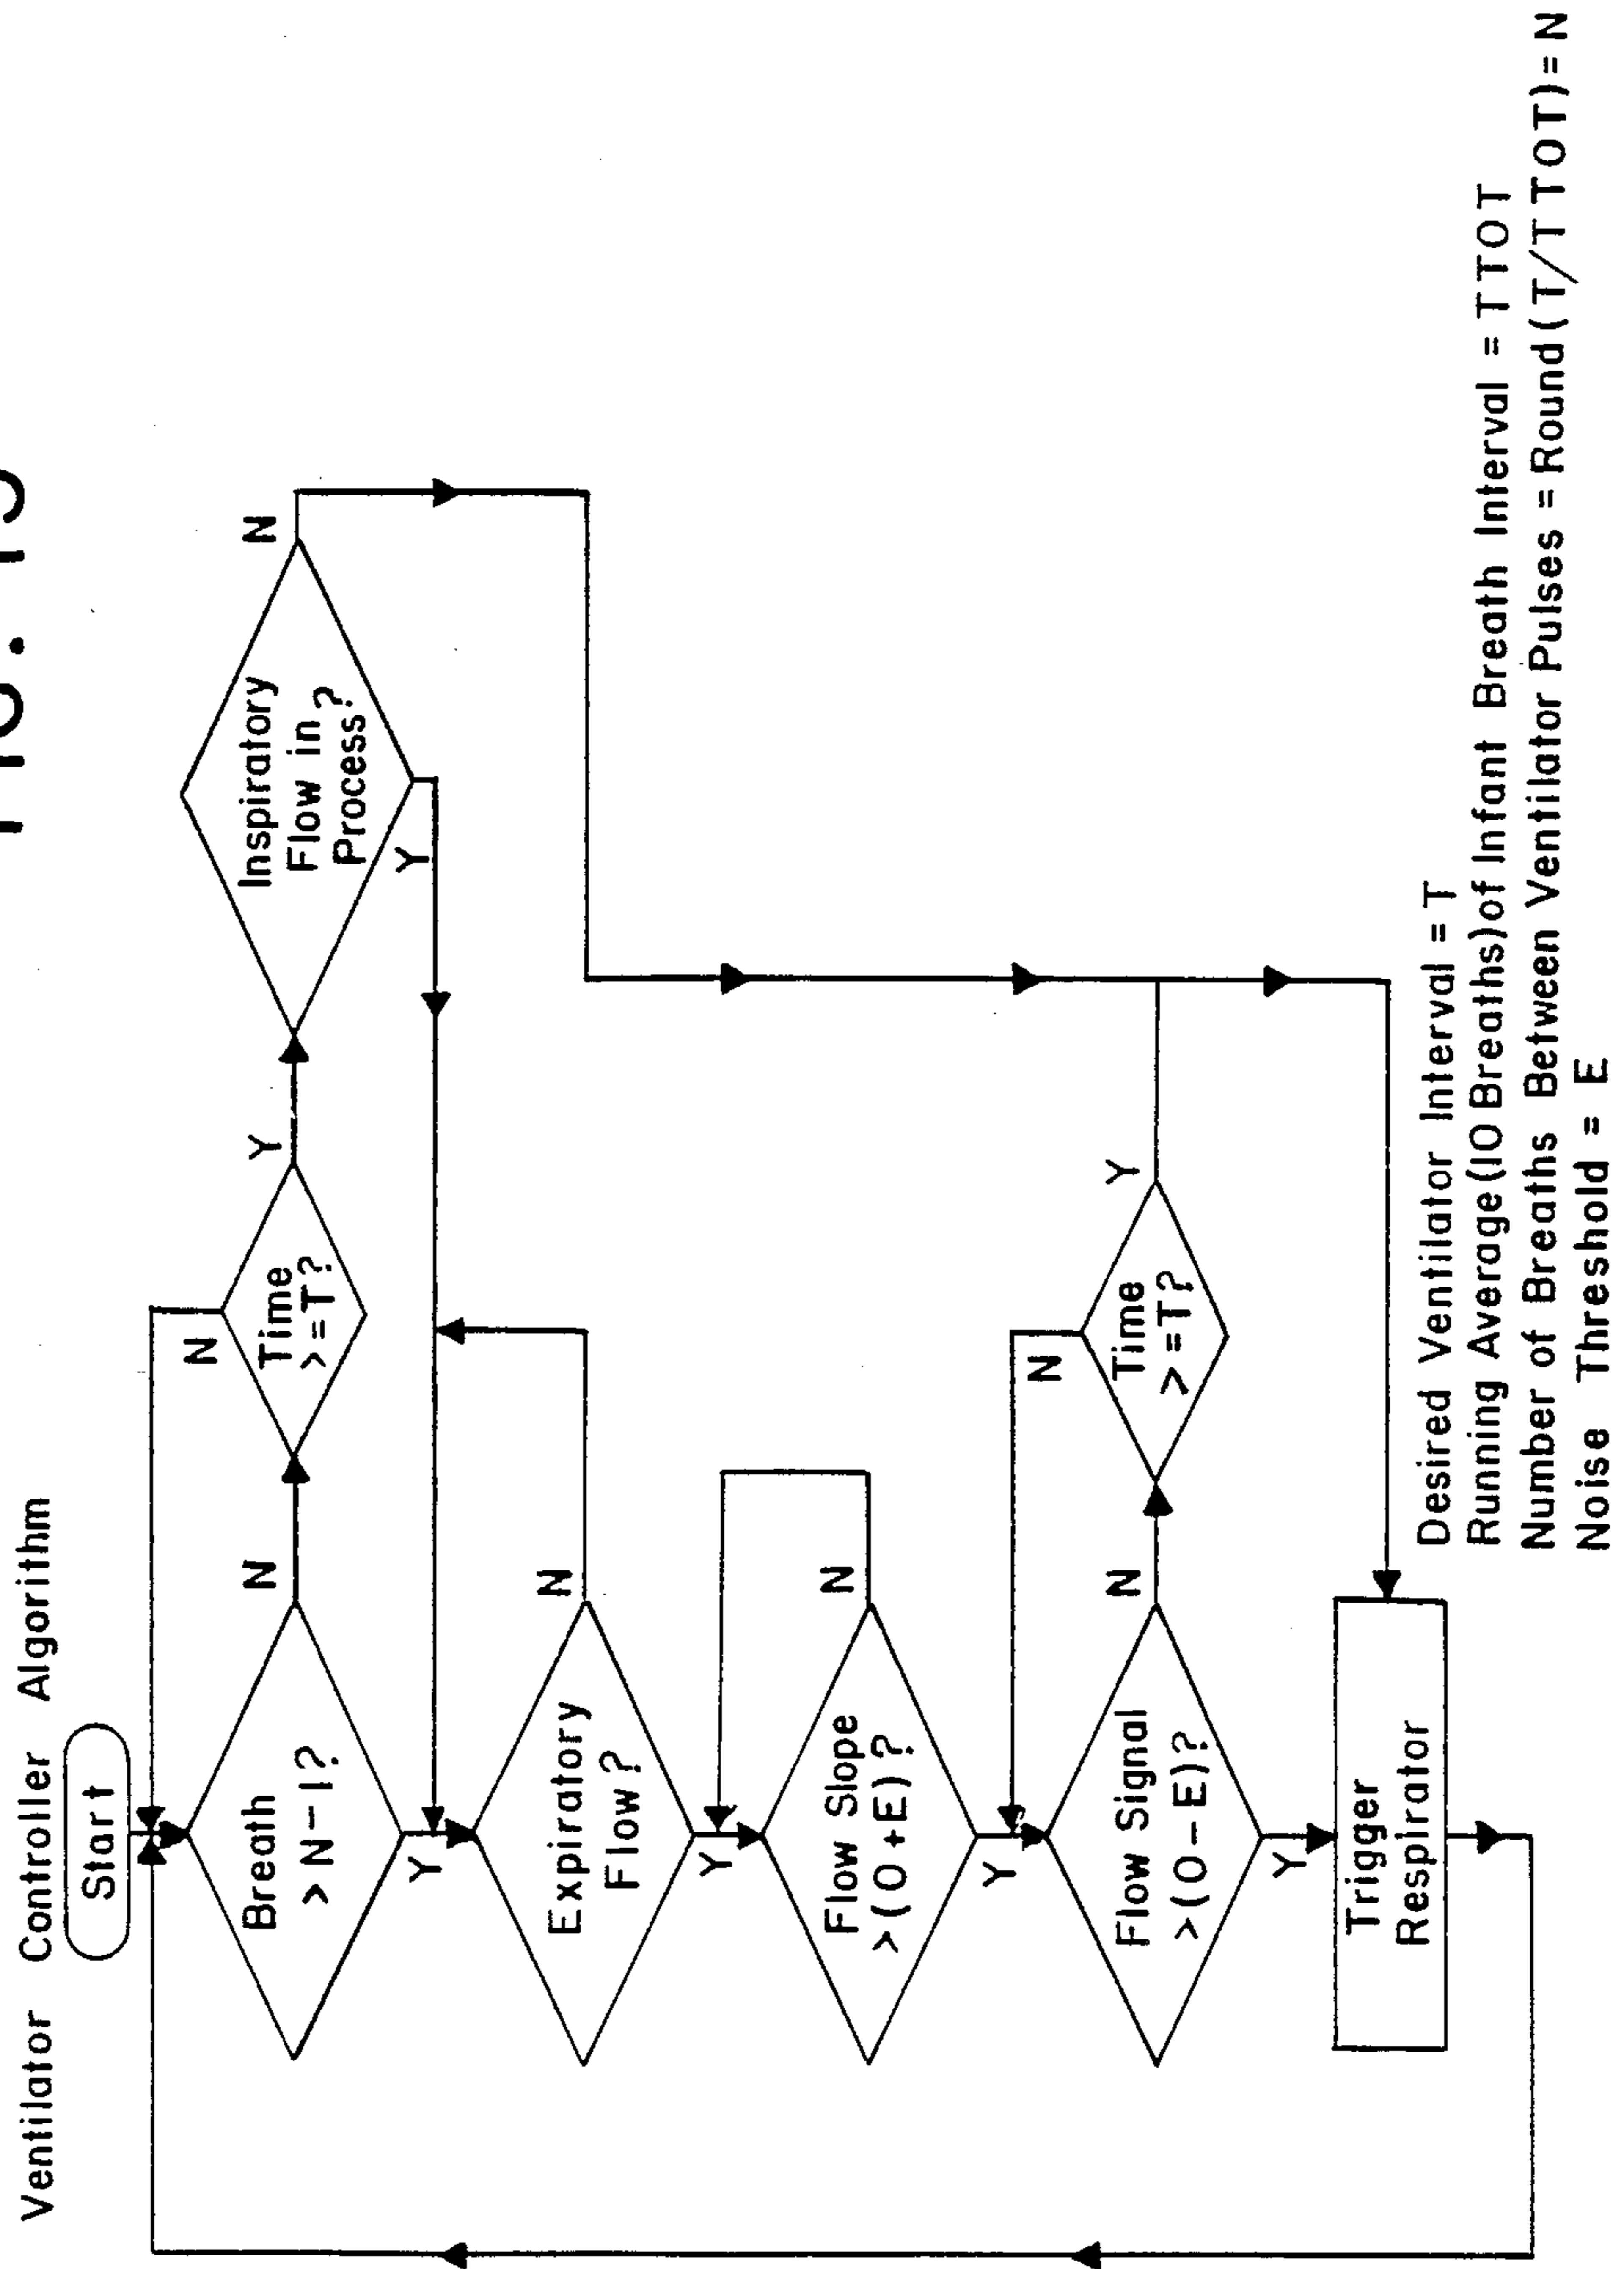 Ventilator Controller Algorithm
Start
Breath
>N-1?
N
Time
>=T?
N
Y
Inspiratory
Flow in
Process?
N
Y
Y
Expiratory
Flow?
N
Y
Flow Slope
>(0+E)?
N
Y
Flow Signal
>(0-E)?
N
Time
>=T?
N
Y
Y
Trigger
Respirator
Desired Ventilator Interval = T
Running Average (10 Breaths) of Infant Breath Interval = TTOT
Number of Breaths Between Ventilator Pulses = Round (T/TTOT) = N
Noise Threshold = E